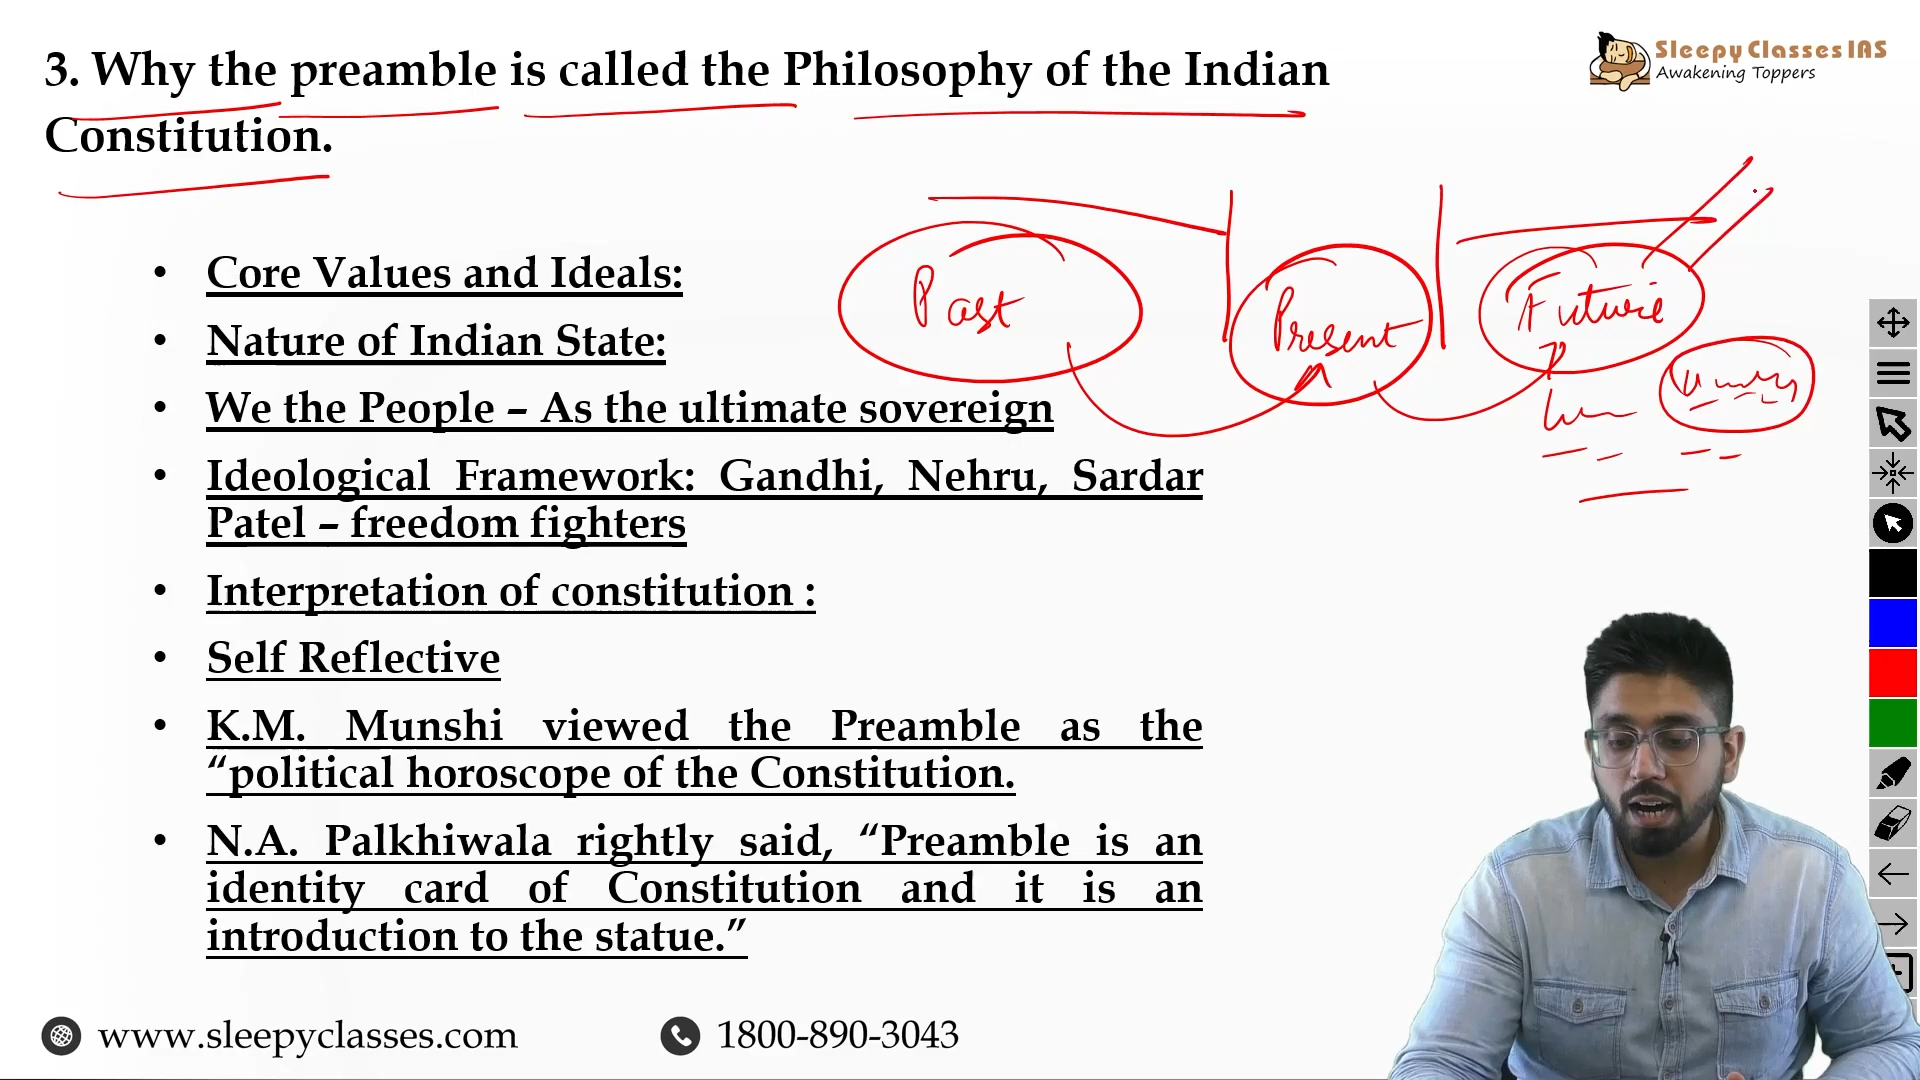 3. Why the preamble is called the Philosophy of the Indian
Constitution.
Sleepy Classes IAS
Awakening Toppers
• Core Values and Ideals:
• Nature of Indian State:
• We the People – As the ultimate sovereign
• Ideological Framework: Gandhi, Nehru, Sardar
Patel – freedom fighters
• Interpretation of constitution :
• Self Reflective
• K.M. Munshi viewed the Preamble as the
“political horoscope of the Constitution.
• N.A. Palkhiwala rightly said, “Preamble is an
identity card of Constitution and it is an
introduction to the statue.”
Past
Present
Future
www.sleepyclasses.com
1800-890-3043